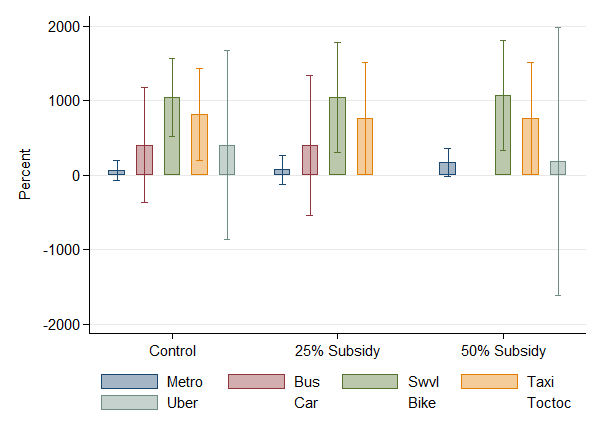 2000
1000
0
-1000
-2000
Percent
Control 25% Subsidy 50% Subsidy
Metro Bus Swvl Taxi
Uber Car Bike Toctoc